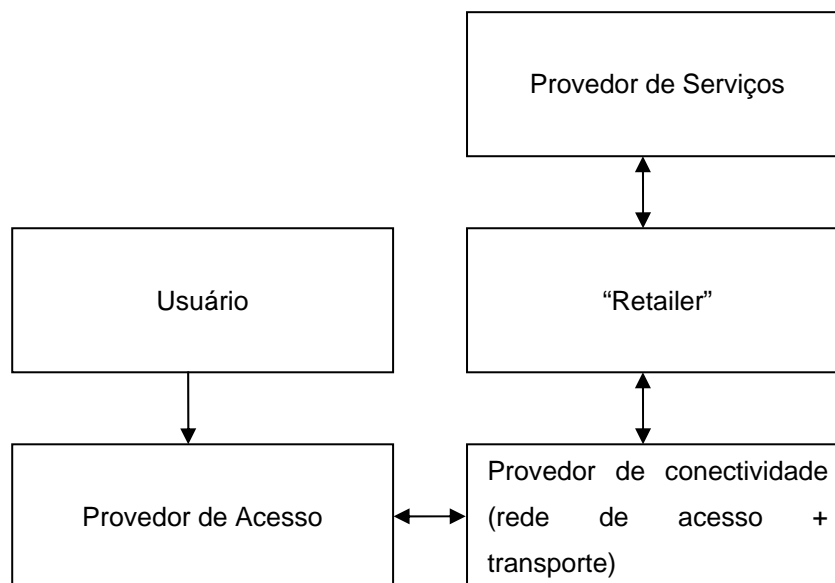 Provedor de Serviços
Usuário
“Retailer”
Provedor de Acesso
Provedor de conectividade
(rede de acesso +
transporte)